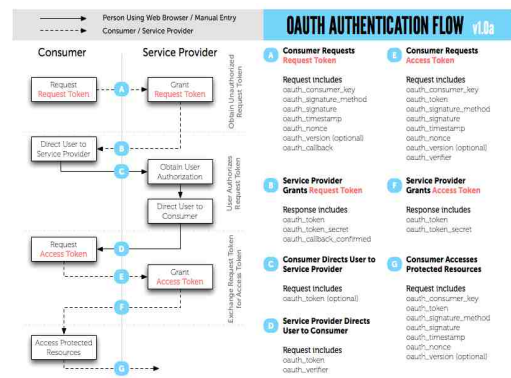 Person Using Web Browser / Manual Entry
Consumer / Service Provider
Consumer
Service Provider
Request
Request Token
A
Grant
Request Token
Obtain Unauthorized
Request Token
Direct User to
Service Provider
B
C
Obtain User
Authorization
Direct User to
Consumer
User Authorizes
Request Token
Request
Access Token
D
E
Grant
Access Token
F
Exchange Request Token
for Access Token
Access Protected
Resources
G
OAUTH AUTHENTICATION FLOW v1.0a
A
Consumer Requests
Request Token
Request includes
oauth_consumer_key
oauth_signature_method
oauth_signature
oauth_timestamp
oauth_nonce
oauth_version (optional)
oauth_callback
B
Service Provider
Grants Request Token
Response includes
oauth_token
oauth_token_secret
oauth_callback_confirmed
C
Consumer Directs User to
Service Provider
Request includes
oauth_token (optional)
D
Service Provider Directs
User to Consumer
Request includes
oauth_token
oauth_verifier
E
Consumer Requests
Access Token
Request includes
oauth_consumer_key
oauth_token
oauth_signature_method
oauth_signature
oauth_timestamp
oauth_nonce
oauth_version (optional)
oauth_verifier
F
Service Provider
Grants Access Token
Response includes
oauth_token
oauth_token_secret
G
Consumer Accesses
Protected Resources
Request includes
oauth_consumer_key
oauth_token
oauth_signature_method
oauth_signature
oauth_timestamp
oauth_nonce
oauth_version (optional)